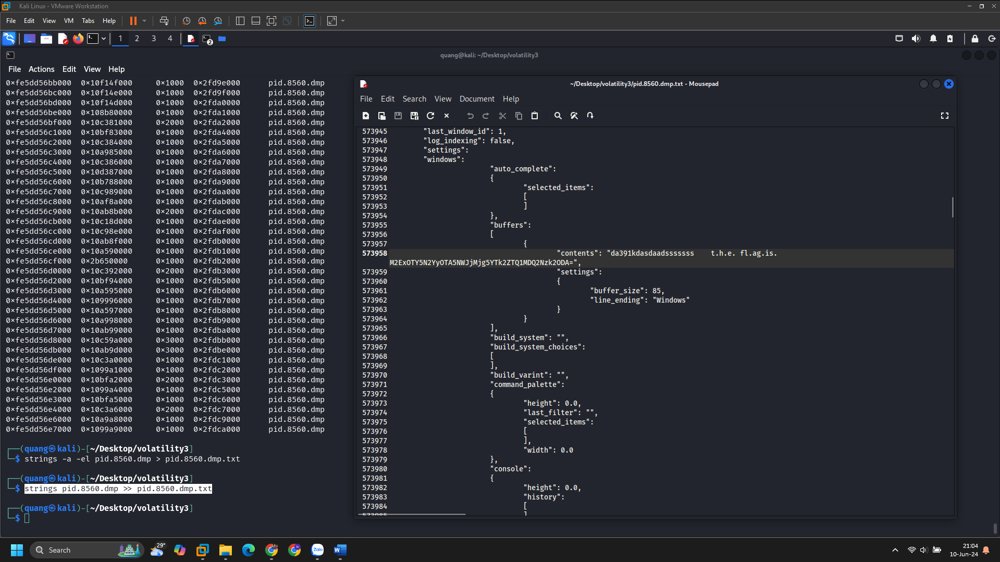 Kali Linux - VMware Workstation
File Edit View VM Tabs Help
1 2 3 4
2
quang@kali: ~/Desktop/volatility3
File Actions Edit View Help
0×fe5dd56bb000 0×10f14f000 0×1000 0×2fd9e000 pid.8560.dmp
0×fe5dd56bc000 0×10f14e000 0×1000 0×2fd9f000 pid.8560.dmp
0×fe5dd56bd000 0×10f14d000 0×1000 0×2fda0000 pid.8560.dmp
0×fe5dd56be000 0×108b80000 0×1000 0×2fda1000 pid.8560.dmp
0×fe5dd56bf000 0×10c381000 0×2000 0×2fda2000 pid.8560.dmp
0×fe5dd56c1000 0×10bf83000 0×1000 0×2fda4000 pid.8560.dmp
0×fe5dd56c2000 0×10c384000 0×1000 0×2fda5000 pid.8560.dmp
0×fe5dd56c3000 0×10a985000 0×1000 0×2fda6000 pid.8560.dmp
0×fe5dd56c4000 0×10c386000 0×1000 0×2fda7000 pid.8560.dmp
0×fe5dd56c5000 0×10d387000 0×1000 0×2fda8000 pid.8560.dmp
0×fe5dd56c6000 0×10b788000 0×1000 0×2fda9000 pid.8560.dmp
0×fe5dd56c7000 0×10c989000 0×1000 0×2fdaa000 pid.8560.dmp
0×fe5dd56c8000 0×10af8a000 0×1000 0×2fdab000 pid.8560.dmp
0×fe5dd56c9000 0×10ab8b000 0×2000 0×2fdac000 pid.8560.dmp
0×fe5dd56cb000 0×10c18d000 0×1000 0×2fdae000 pid.8560.dmp
0×fe5dd56cc000 0×10c98e000 0×1000 0×2fdaf000 pid.8560.dmp
0×fe5dd56cd000 0×10ab8f000 0×1000 0×2fdb0000 pid.8560.dmp
0×fe5dd56ce000 0×10a590000 0×1000 0×2fdb1000 pid.8560.dmp
0×fe5dd56cf000 0×2b650000 0×1000 0×2fdb2000 pid.8560.dmp
0×fe5dd56d0000 0×10c392000 0×2000 0×2fdb3000 pid.8560.dmp
0×fe5dd56d2000 0×10bf94000 0×1000 0×2fdb5000 pid.8560.dmp
0×fe5dd56d3000 0×10a595000 0×1000 0×2fdb6000 pid.8560.dmp
0×fe5dd56d4000 0×109996000 0×1000 0×2fdb7000 pid.8560.dmp
0×fe5dd56d5000 0×10a597000 0×1000 0×2fdb8000 pid.8560.dmp
0×fe5dd56d6000 0×10a998000 0×1000 0×2fdb9000 pid.8560.dmp
0×fe5dd56d7000 0×10ab99000 0×1000 0×2fdba000 pid.8560.dmp
0×fe5dd56d8000 0×10c59a000 0×3000 0×2fdbb000 pid.8560.dmp
0×fe5dd56db000 0×10ab9d000 0×3000 0×2fdbe000 pid.8560.dmp
0×fe5dd56de000 0×10c3a0000 0×1000 0×2fdc1000 pid.8560.dmp
0×fe5dd56df000 0×1099a1000 0×1000 0×2fdc2000 pid.8560.dmp
0×fe5dd56e0000 0×10bfa2000 0×2000 0×2fdc3000 pid.8560.dmp
0×fe5dd56e2000 0×1099a4000 0×1000 0×2fdc5000 pid.8560.dmp
0×fe5dd56e3000 0×10bfa5000 0×1000 0×2fdc6000 pid.8560.dmp
0×fe5dd56e4000 0×10c3a6000 0×2000 0×2fdc7000 pid.8560.dmp
0×fe5dd56e6000 0×10a9a8000 0×1000 0×2fdc9000 pid.8560.dmp
0×fe5dd56e7000 0×1099a9000 0×1000 0×2fdca000 pid.8560.dmp
┌──(quang㉿kali)-[~/Desktop/volatility3]
└─$ strings -a -el pid.8560.dmp > pid.8560.dmp.txt
┌──(quang㉿kali)-[~/Desktop/volatility3]
└─$ strings pid.8560.dmp >> pid.8560.dmp.txt
┌──(quang㉿kali)-[~/Desktop/volatility3]
└─$
~/Desktop/volatility3/pid.8560.dmp.txt - Mousepad
File Edit Search View Document Help
573945 "last_window_id": 1,
573946 "log_indexing": false,
573947 "settings":
573948 "windows":
573949 "auto_complete":
573950 {
573951 "selected_items":
573952 [
573953 ]
573954 },
573955 "buffers":
573956 [
573957 {
573958 "contents": "da391kdasdaadsssssss t.h.e. fl.ag.is.
M2ExOTY5N2YyOTA5NWJjMjg5YTk2ZTQ1MDQ2Nzk2ODA=",
573959 "settings":
573960 {
573961 "buffer_size": 85,
573962 "line_ending": "Windows"
573963 }
573964 }
573965 ],
573966 "build_system": "",
573967 "build_system_choices":
573968 [
573969 ],
573970 "build_varint": "",
573971 "command_palette":
573972 {
573973 "height": 0.0,
573974 "last_filter": "",
573975 "selected_items":
573976 [
573977 ],
573978 "width": 0.0
573979 },
573980 "console":
573981 {
573982 "height": 0.0,
573983 "history":
573984 [
573985 ]
Search
29°
Zalo
21:04
10-Jun-24